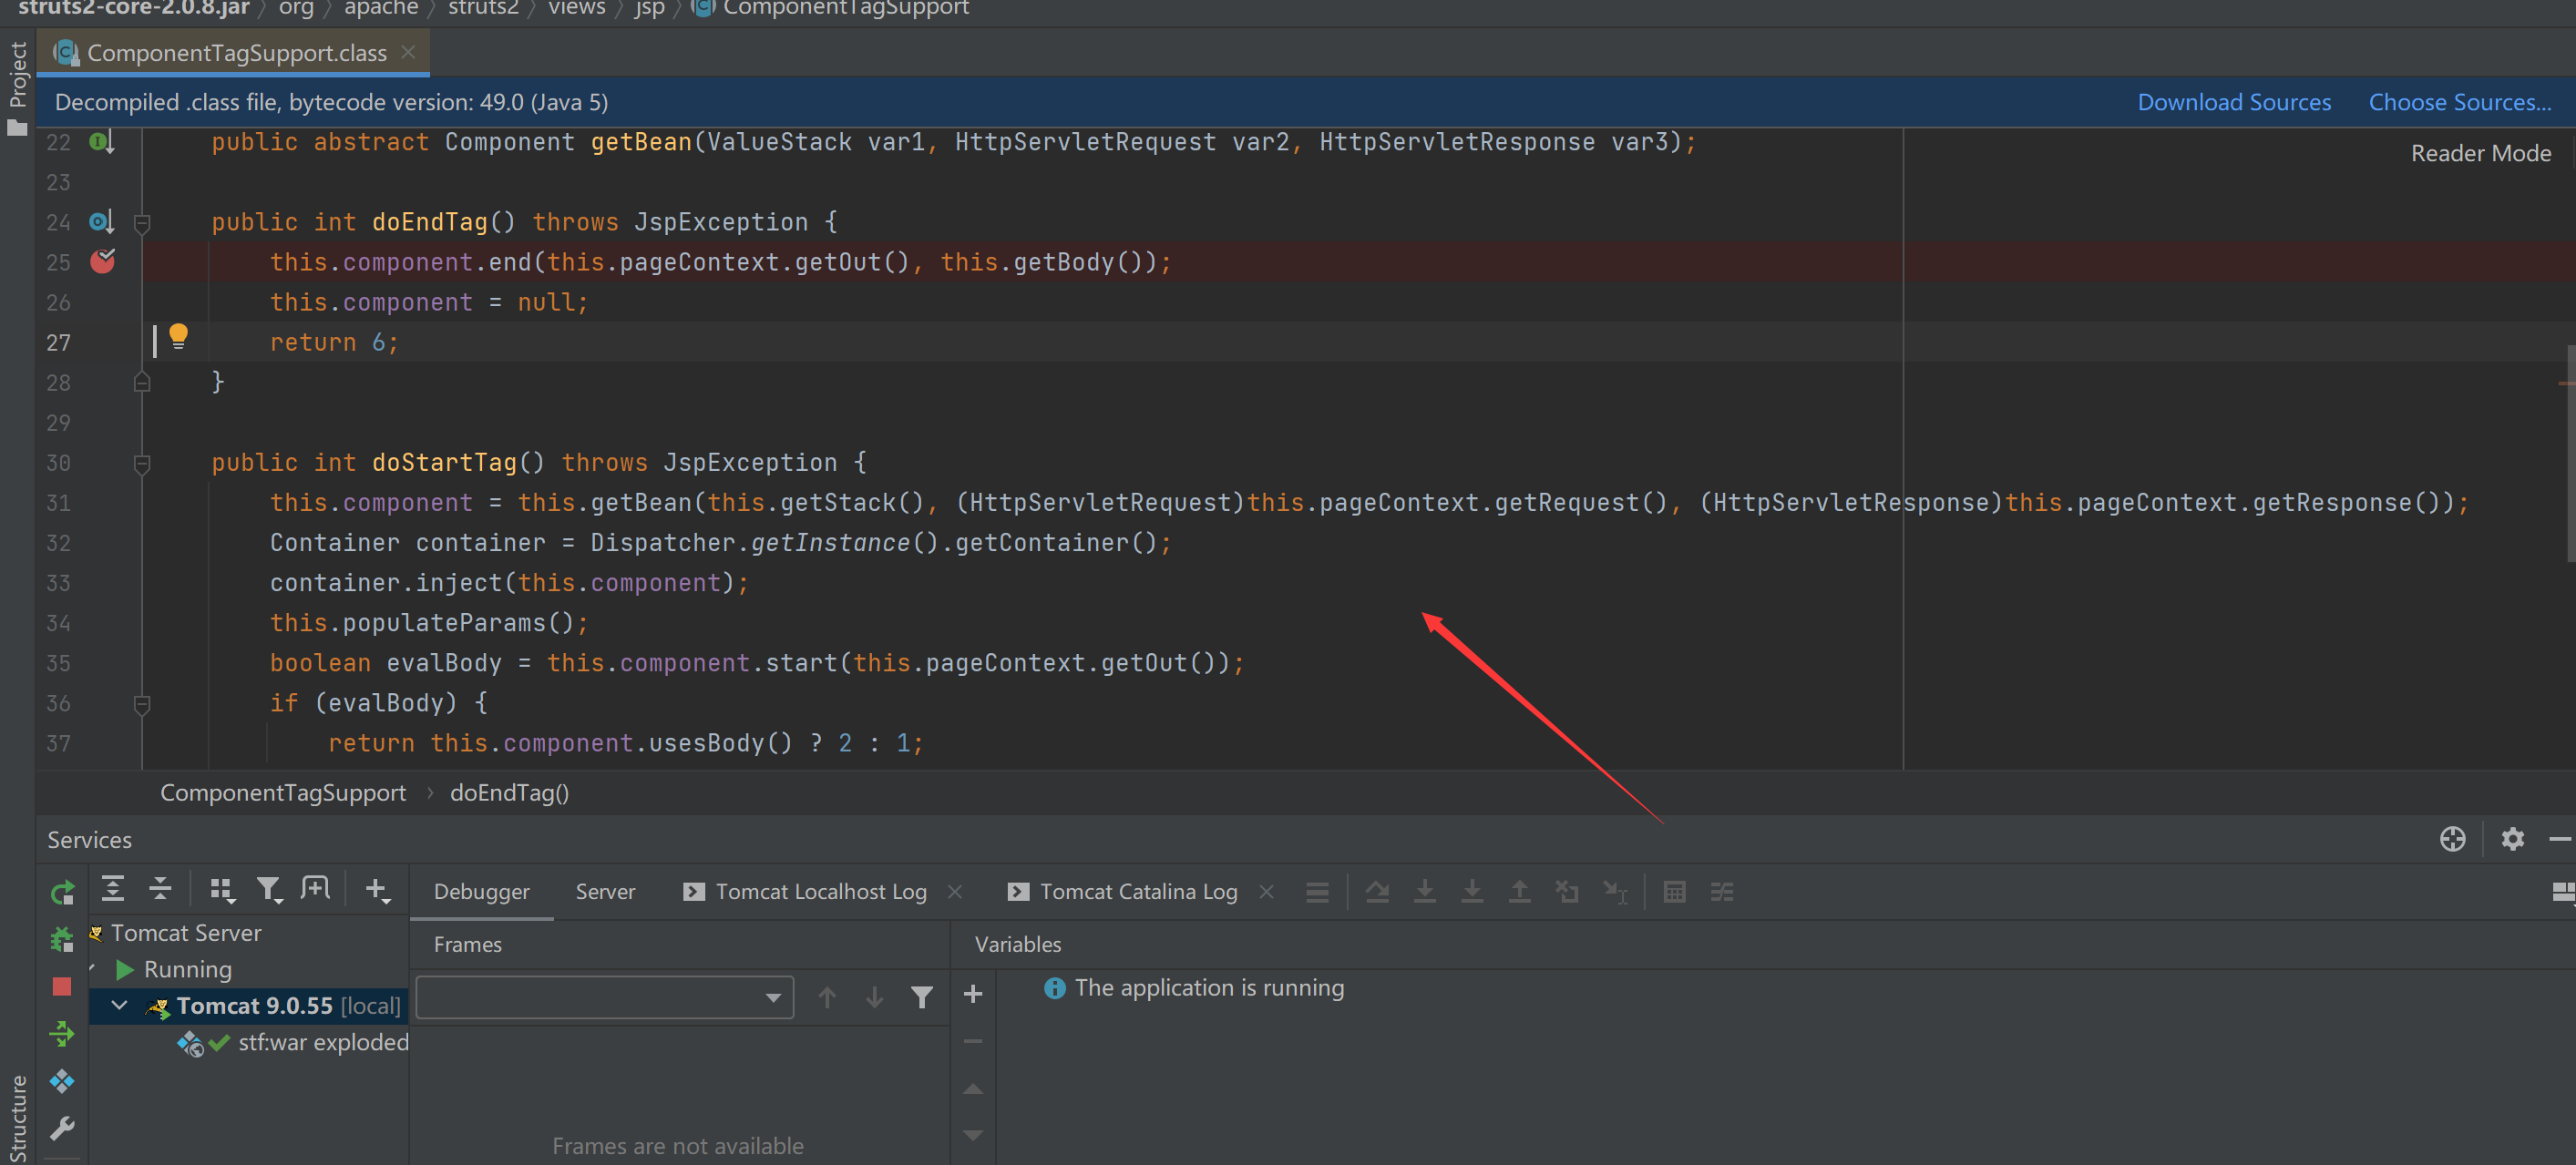 struts2-core-2.0.8.jar 〉 org 〉 apache 〉 struts2 〉 views 〉 jsp 〉 ComponentTagSupport
Project
ComponentTagSupport.class
Decompiled .class file, bytecode version: 49.0 (Java 5)
Download Sources
Choose Sources...
Reader Mode
22 public abstract Component getBean(ValueStack var1, HttpServletRequest var2, HttpServletResponse var3);
23
24 public int doEndTag() throws JspException {
25 this.component.end(this.pageContext.getOut(), this.getBody());
26 this.component = null;
27 return 6;
28 }
29
30 public int doStartTag() throws JspException {
31 this.component = this.getBean(this.getStack(), (HttpServletRequest)this.pageContext.getRequest(), (HttpServletResponse)this.pageContext.getResponse());
32 Container container = Dispatcher.getInstance().getContainer();
33 container.inject(this.component);
34 this.populateParams();
35 boolean evalBody = this.component.start(this.pageContext.getOut());
36 if (evalBody) {
37 return this.component.usesBody() ? 2 : 1;
ComponentTagSupport › doEndTag()
Services
Debugger
Server
Tomcat Localhost Log
Tomcat Catalina Log
Tomcat Server
Running
Tomcat 9.0.55 [local]
stf:war exploded
Frames
Variables
The application is running
Frames are not available
Structure